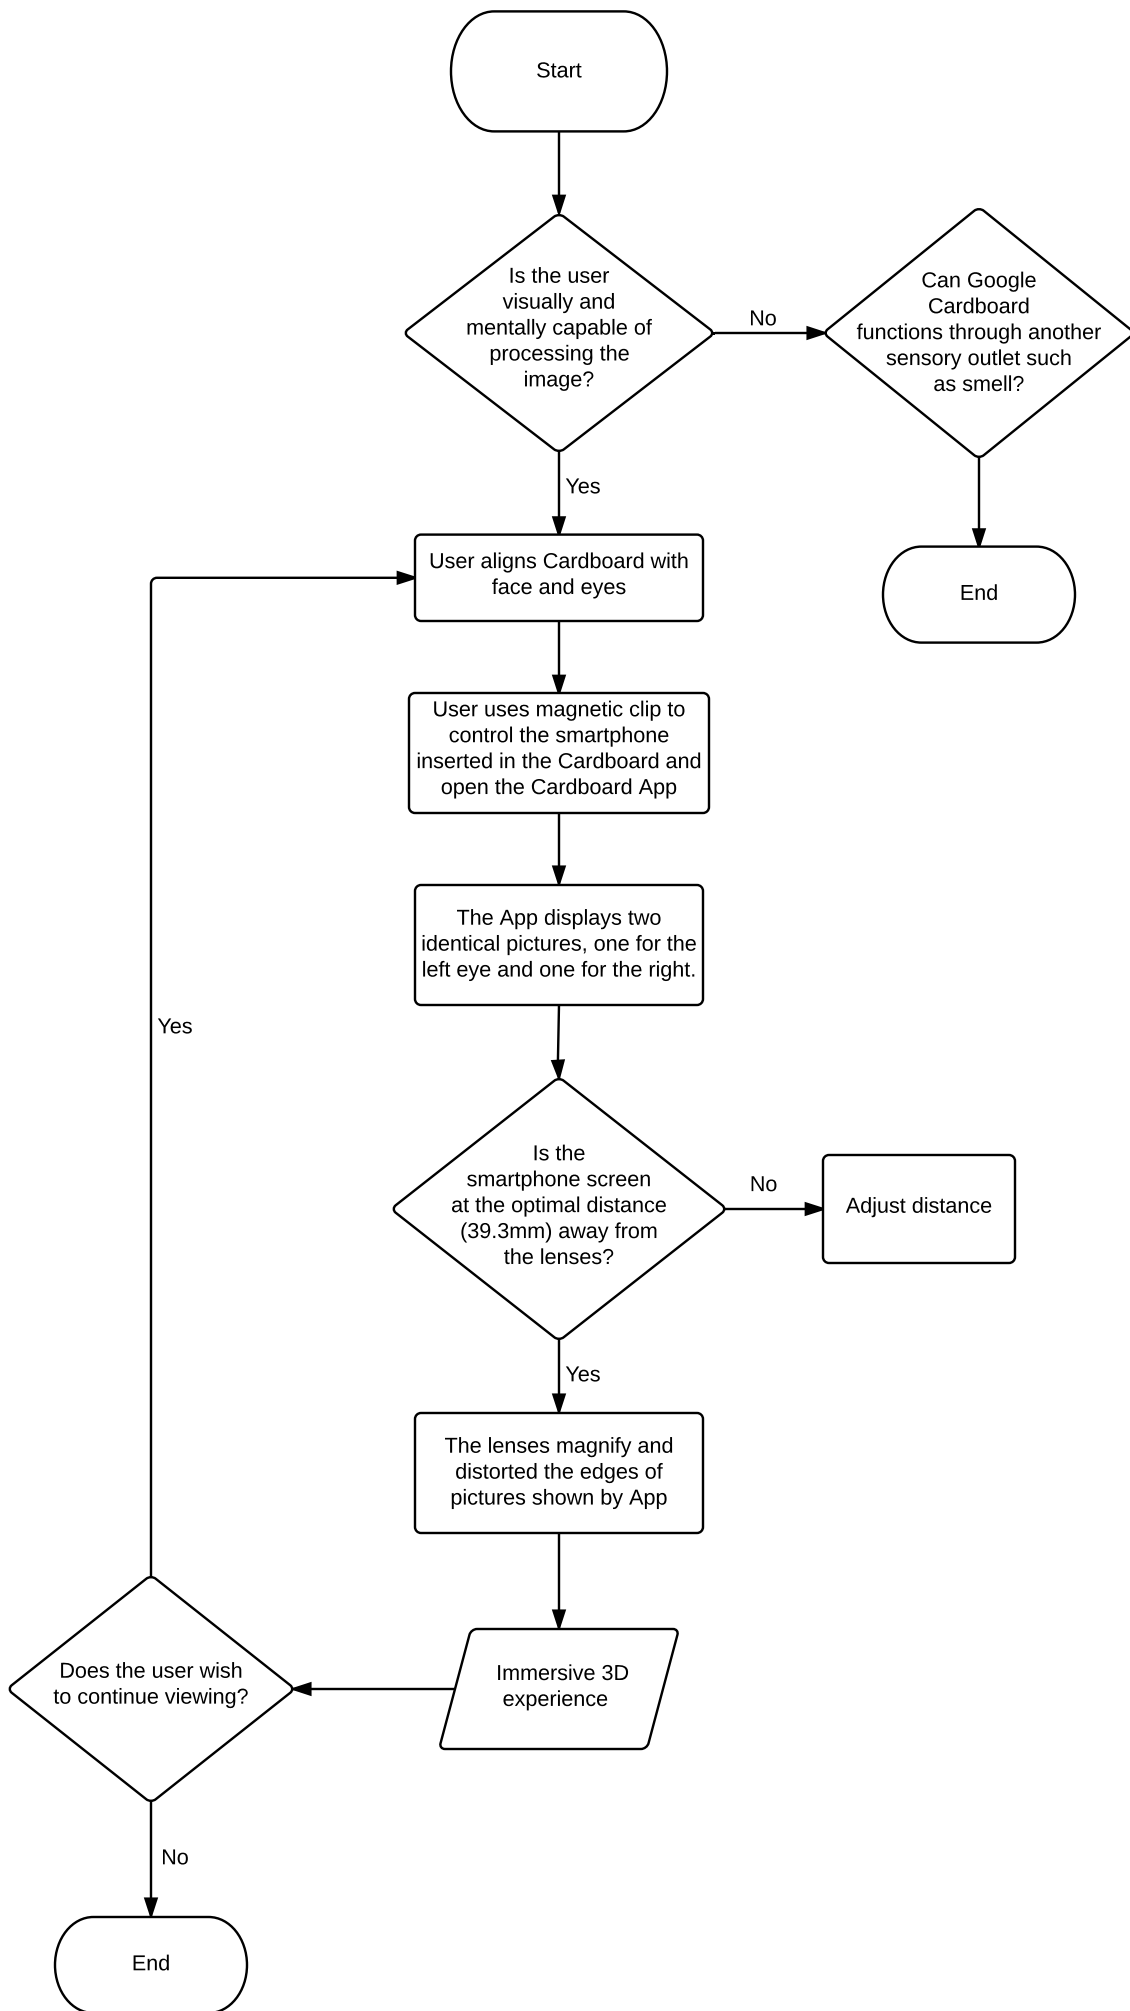 Start
Is the user
visually and
mentally capable of
processing the
image?
No
Can Google
Cardboard
functions through another
sensory outlet such
as smell?
Yes
End
User aligns Cardboard with
face and eyes
User uses magnetic clip to
control the smartphone
inserted in the Cardboard and
open the Cardboard App
The App displays two
identical pictures, one for the
left eye and one for the right.
Yes
Is the
smartphone screen
at the optimal distance
(39.3mm) away from
the lenses?
No
Adjust distance
Yes
The lenses magnify and
distorted the edges of
pictures shown by App
Immersive 3D
experience
Does the user wish
to continue viewing?
No
End